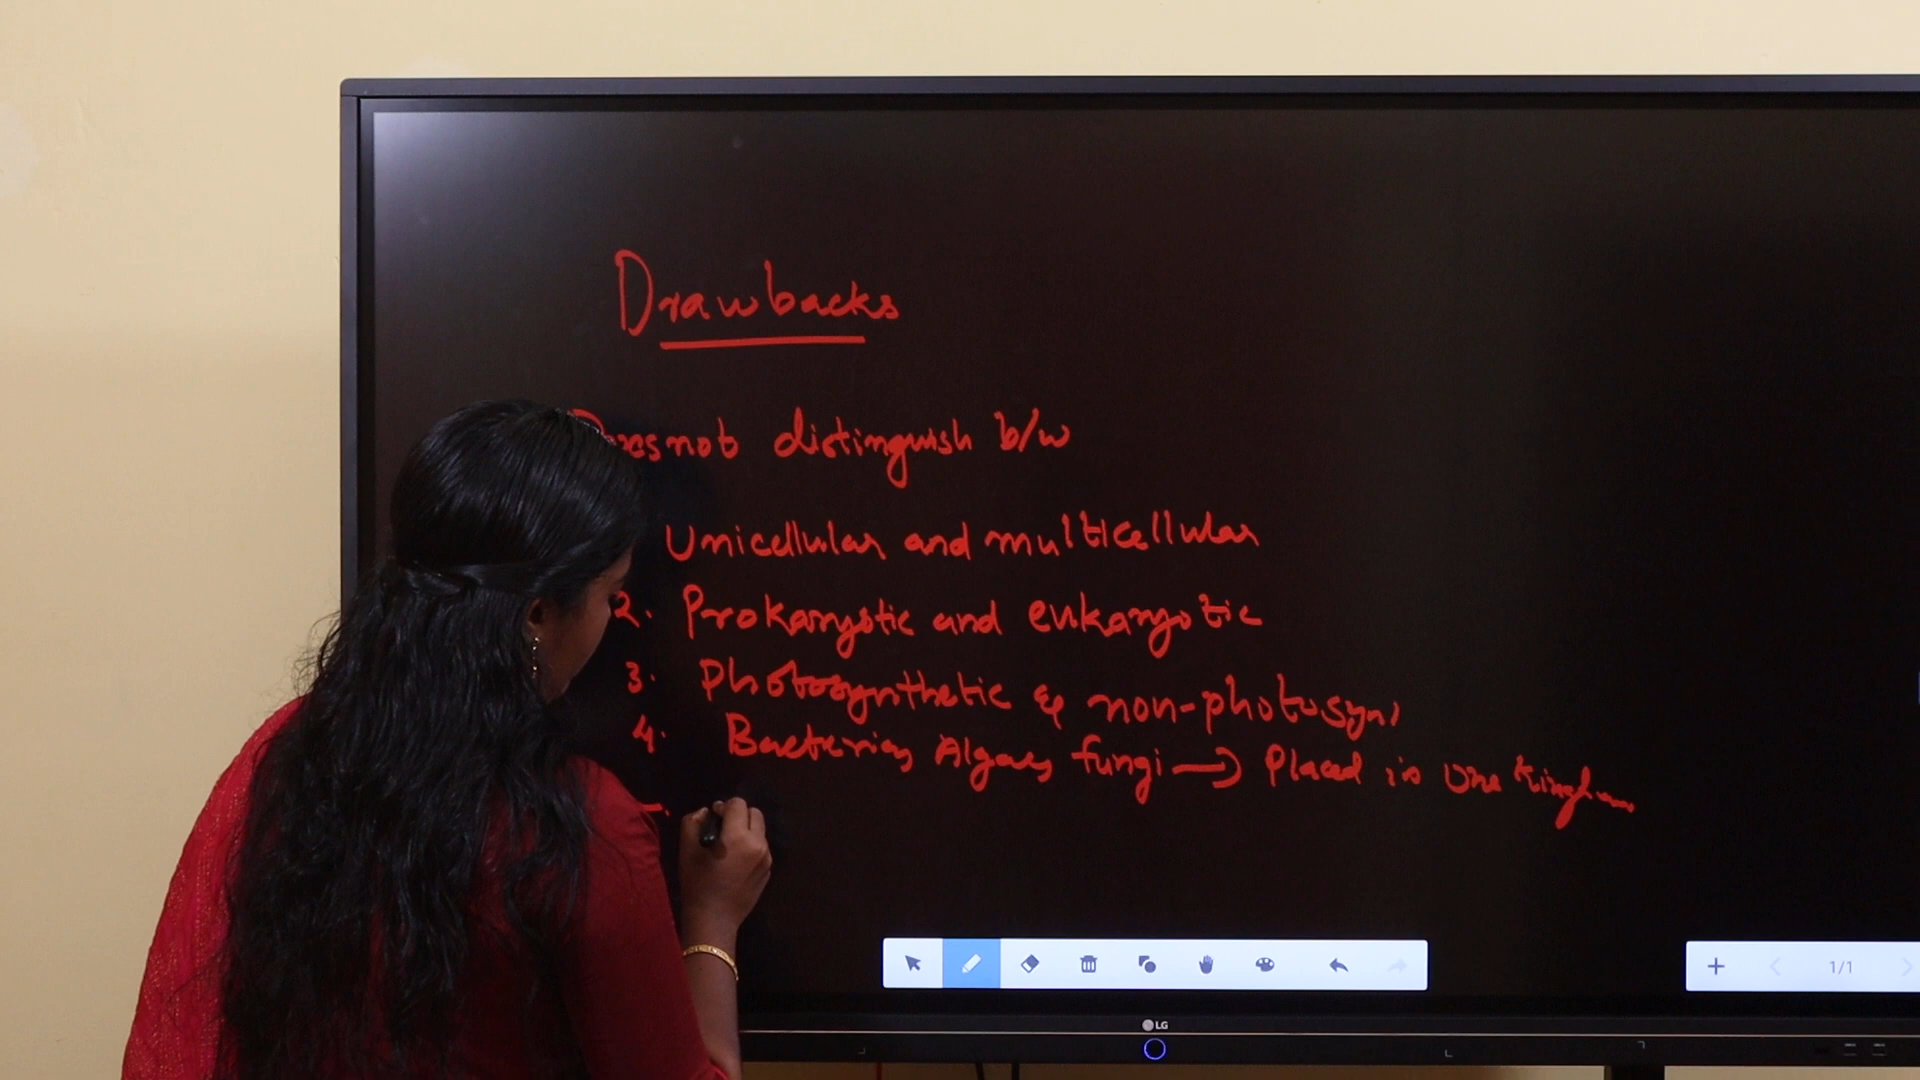 Drawbacks
Does not distinguish b/w
Unicellular and multicellular
2. Prokaryotic and eukaryotic
3. Photosynthetic & non-photosyn
4. Bacteria, Algae, fungi → Placed in one kingdom
1/1
LG